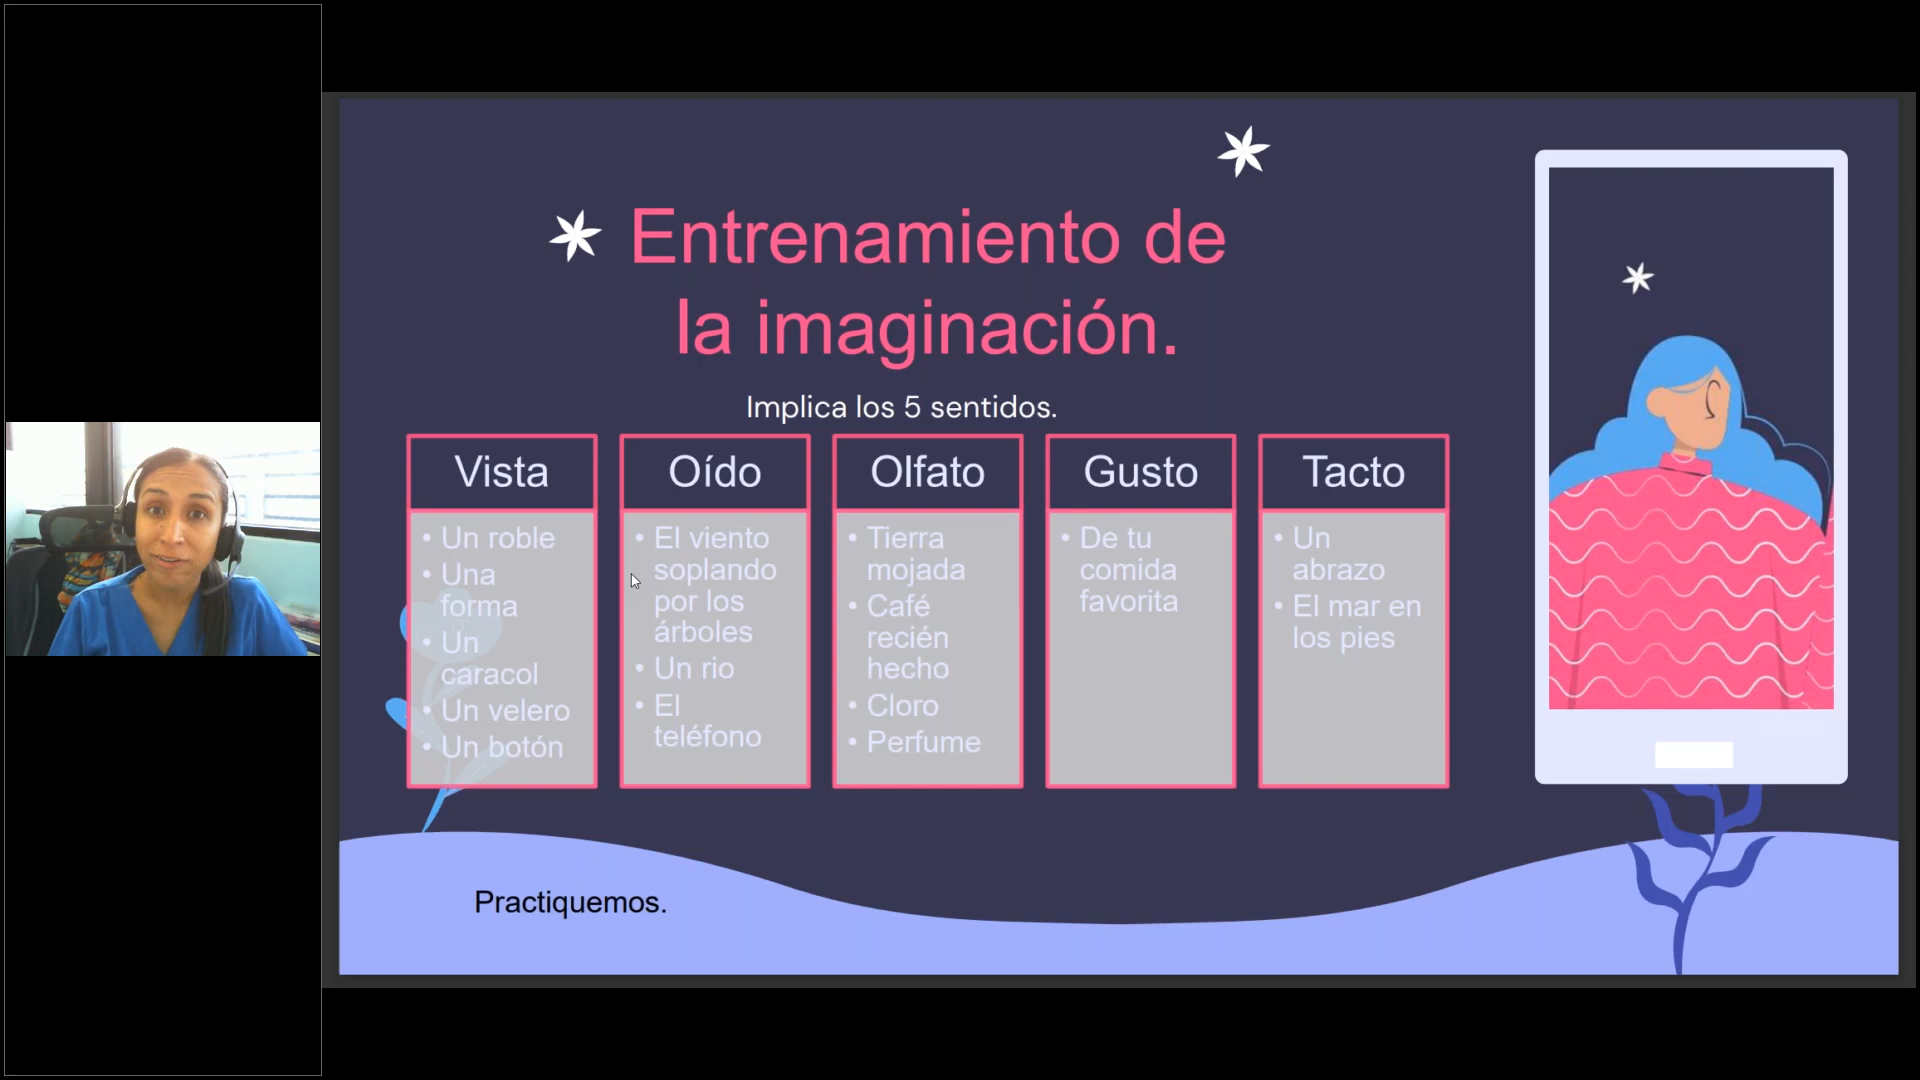 Entrenamiento de
la imaginación.
Implica los 5 sentidos.
Vista
• Un roble
• Una
forma
• Un
caracol
• Un velero
• Un botón
Oído
• El viento
soplando
por los
árboles
• Un rio
• El
teléfono
Olfato
• Tierra
mojada
• Café
recién
hecho
• Cloro
• Perfume
Gusto
• De tu
comida
favorita
Tacto
• Un
abrazo
• El mar en
los pies
Practiquemos.